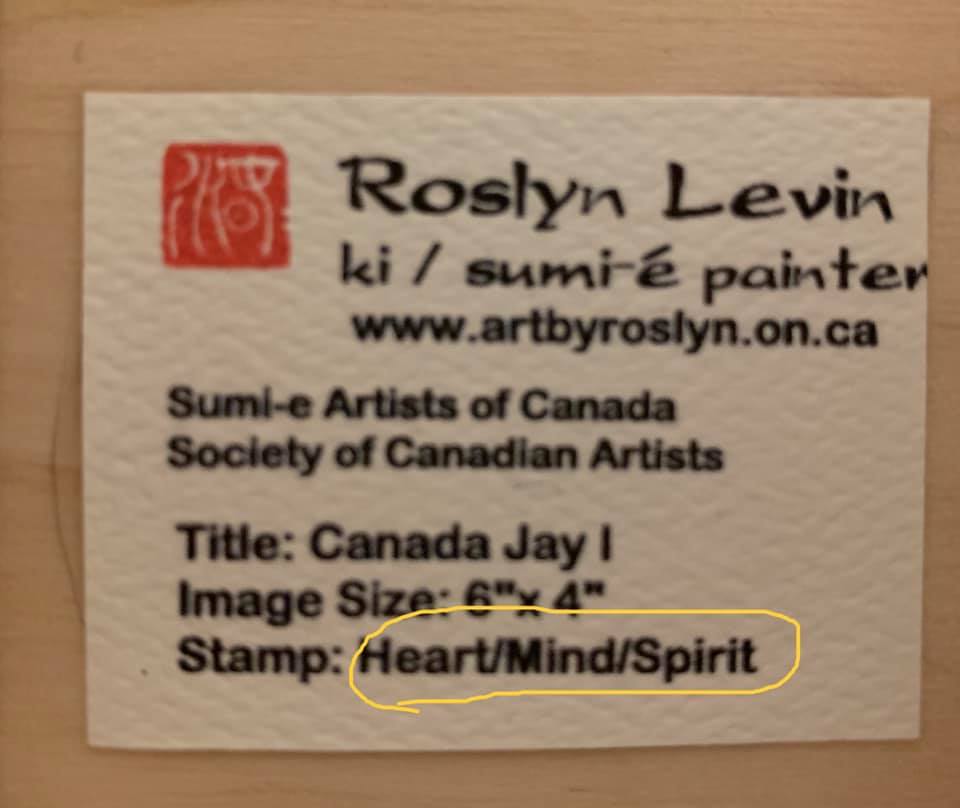 Roslyn Levin
ki / sumi-é painter
www.artbyroslyn.on.ca
Sumi-e Artists of Canada
Society of Canadian Artists
Title: Canada Jay I
Image Size: 6"x 4"
Stamp: Heart/Mind/Spirit